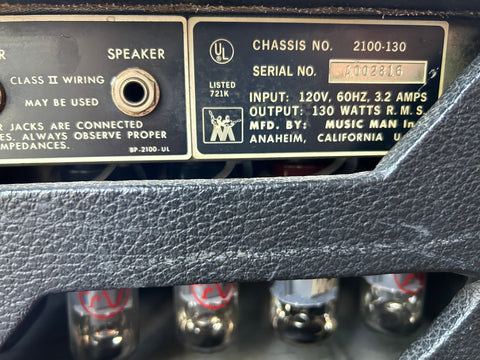 SPEAKER
CLASS II WIRING
MAY BE USED
R JACKS ARE CONNECTED
ES. ALWAYS OBSERVE PROPER
MPEDANCES.
BP-2100-UL
UL
LISTED
721K
CHASSIS NO. 2100-130
SERIAL NO. A002816
INPUT: 120V, 60HZ, 3.2 AMPS
OUTPUT: 130 WATTS R.M.S.
MFD. BY: MUSIC MAN Inc
ANAHEIM, CALIFORNIA U